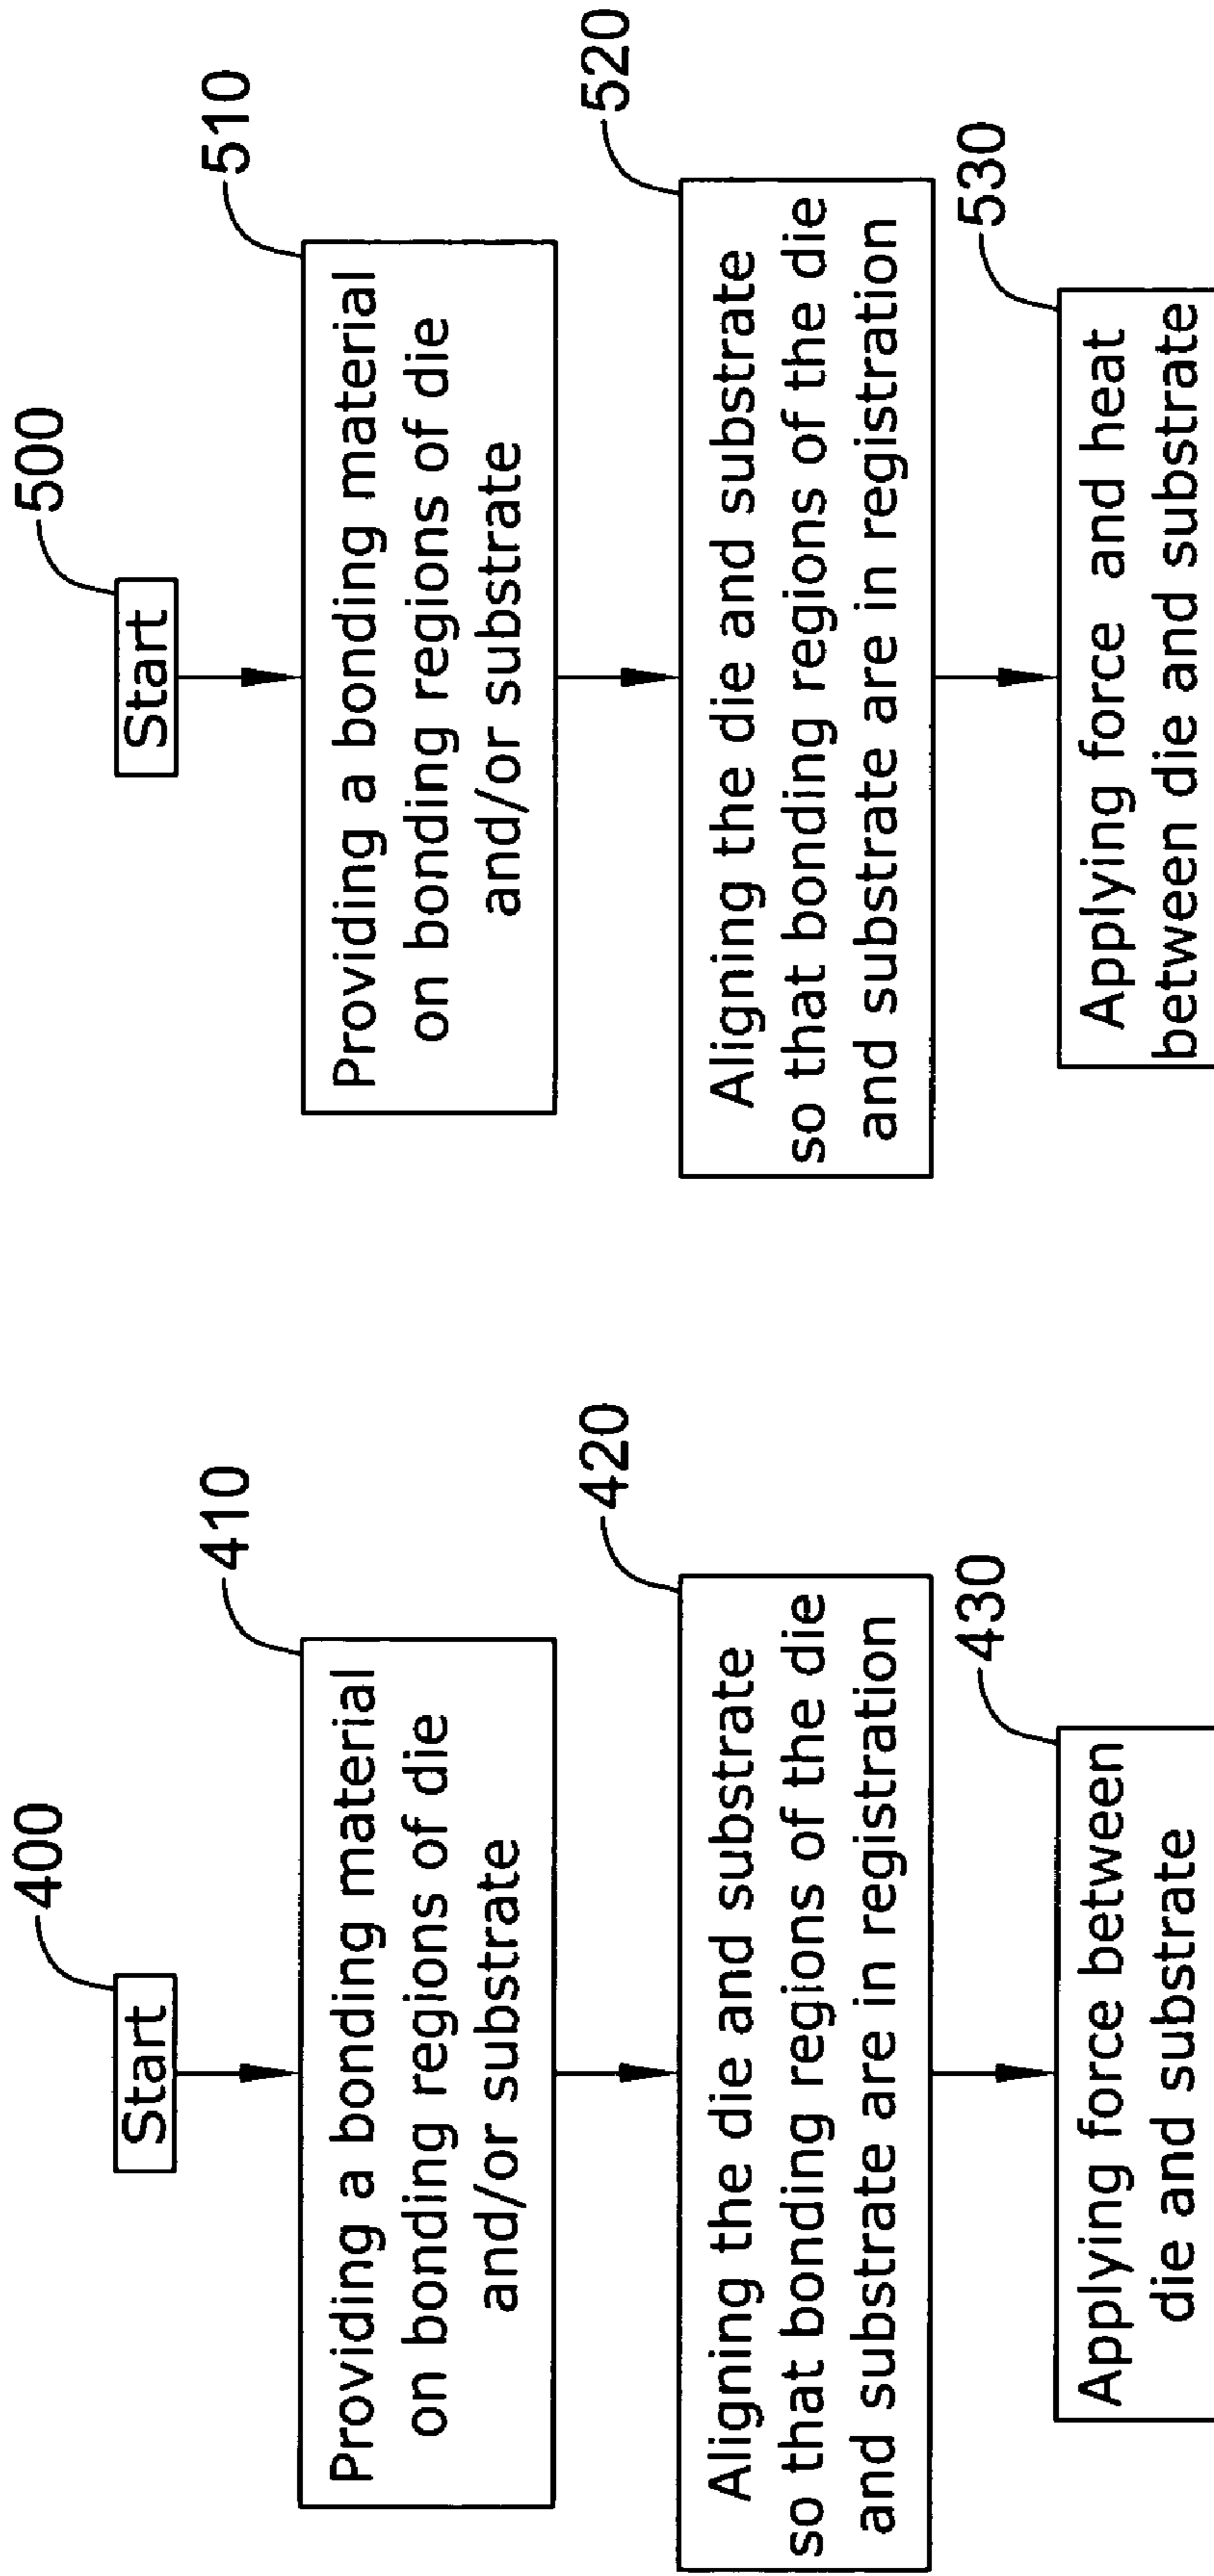 400
Start
410
Providing a bonding material
on bonding regions of die
and/or substrate
420
Aligning the die and substrate
so that bonding regions of the die
and substrate are in registration
430
Applying force between
die and substrate
500
Start
510
Providing a bonding material
on bonding regions of die
and/or substrate
520
Aligning the die and substrate
so that bonding regions of the die
and substrate are in registration
530
Applying force and heat
between die and substrate